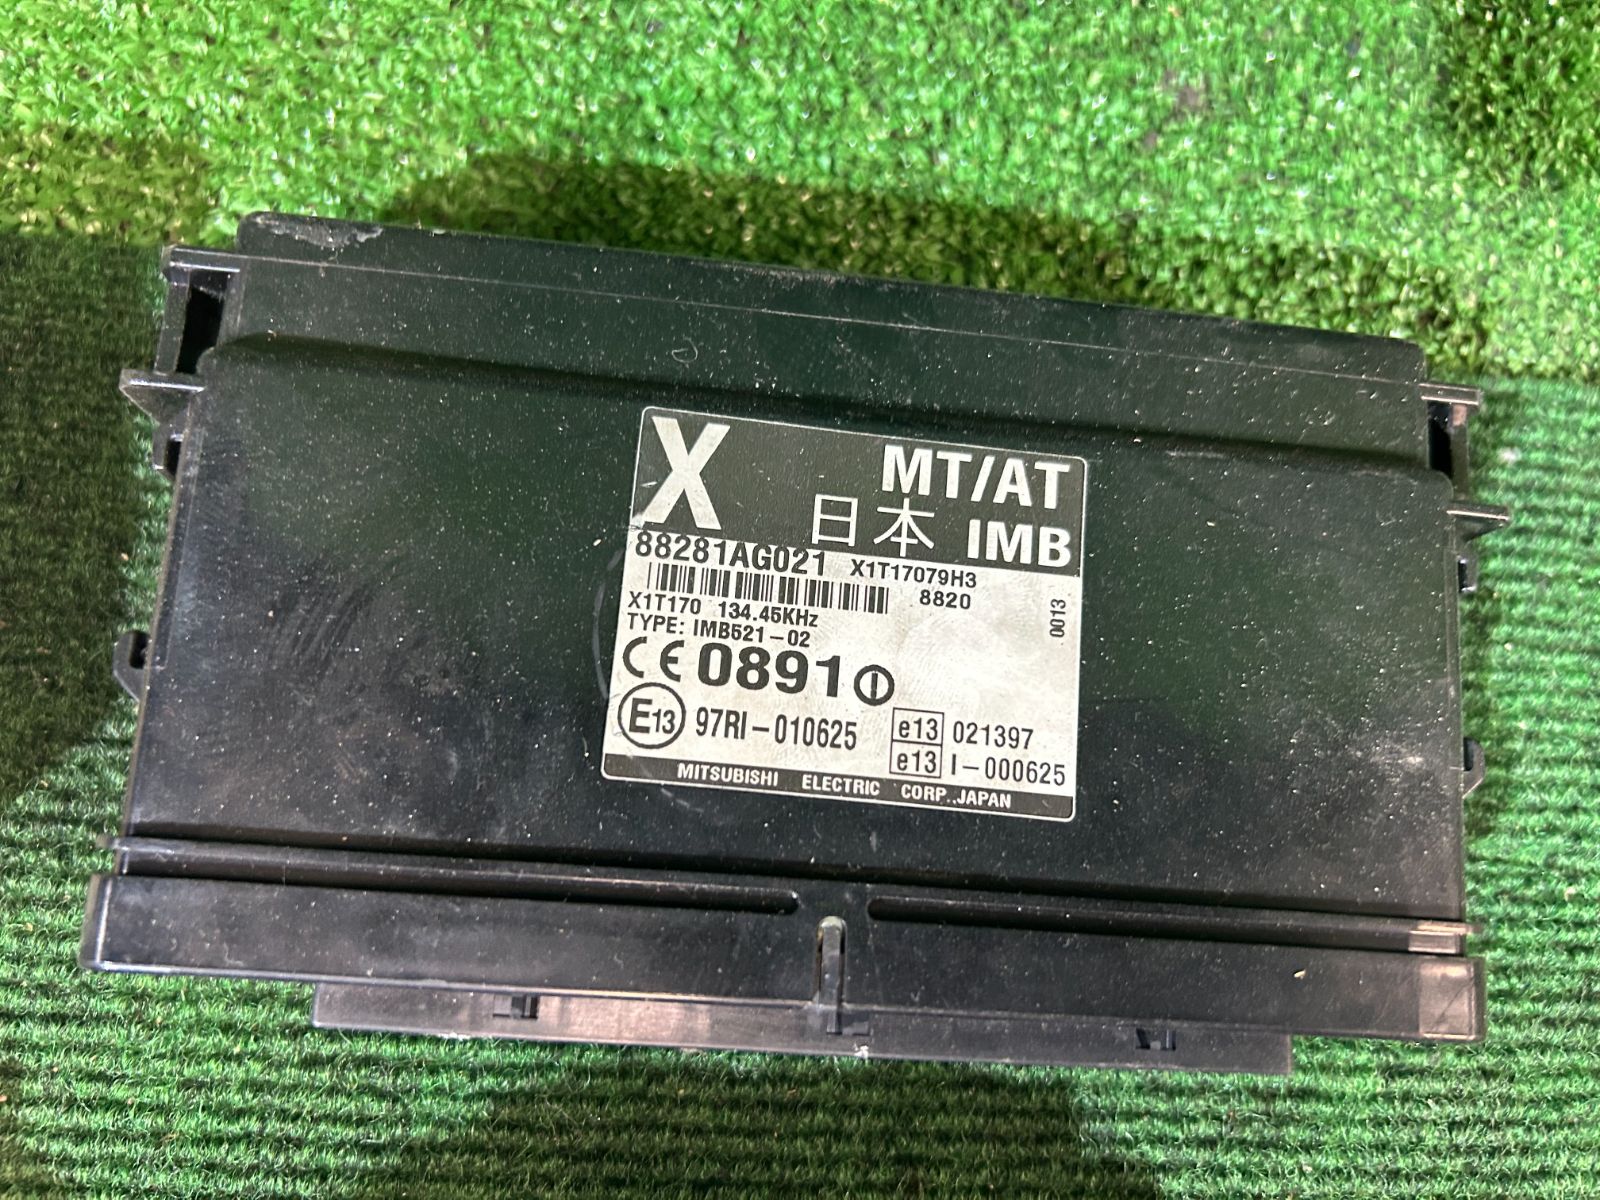 X MT/AT
日本 IMB
88281AG021 X1T17079H3
8820
X1T170 134.45KHz
0013
TYPE: IMB521-02
CE 0891
E13 97RI-010625 e13 021397
e13 I-000625
MITSUBISHI ELECTRIC CORP.,JAPAN